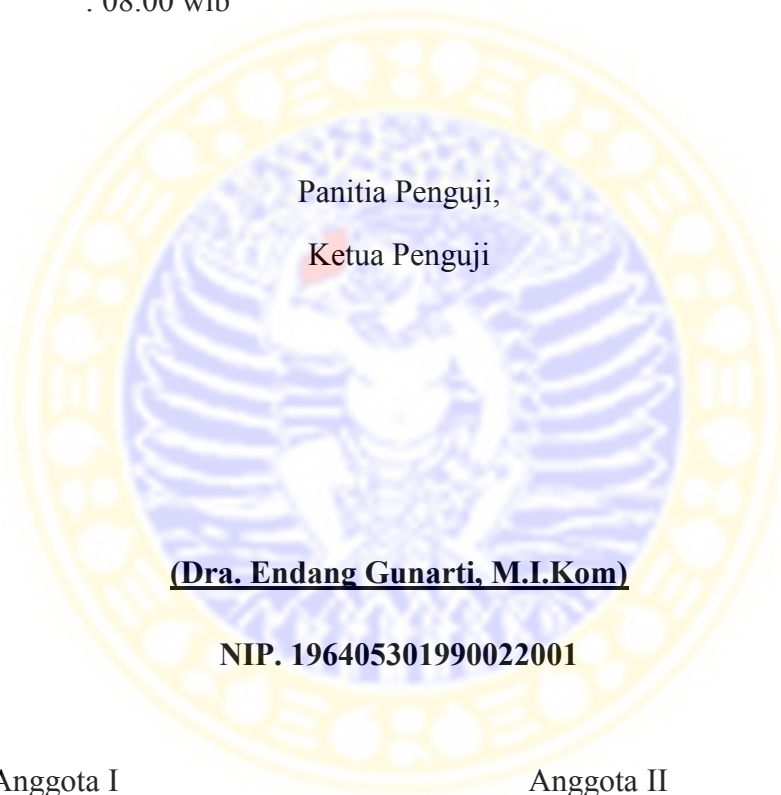 : 08.00 wib
Panitia Penguji,
Ketua Penguji
(Dra. Endang Gunarti, M.I.Kom)
NIP. 196405301990022001
Anggota I Anggota II